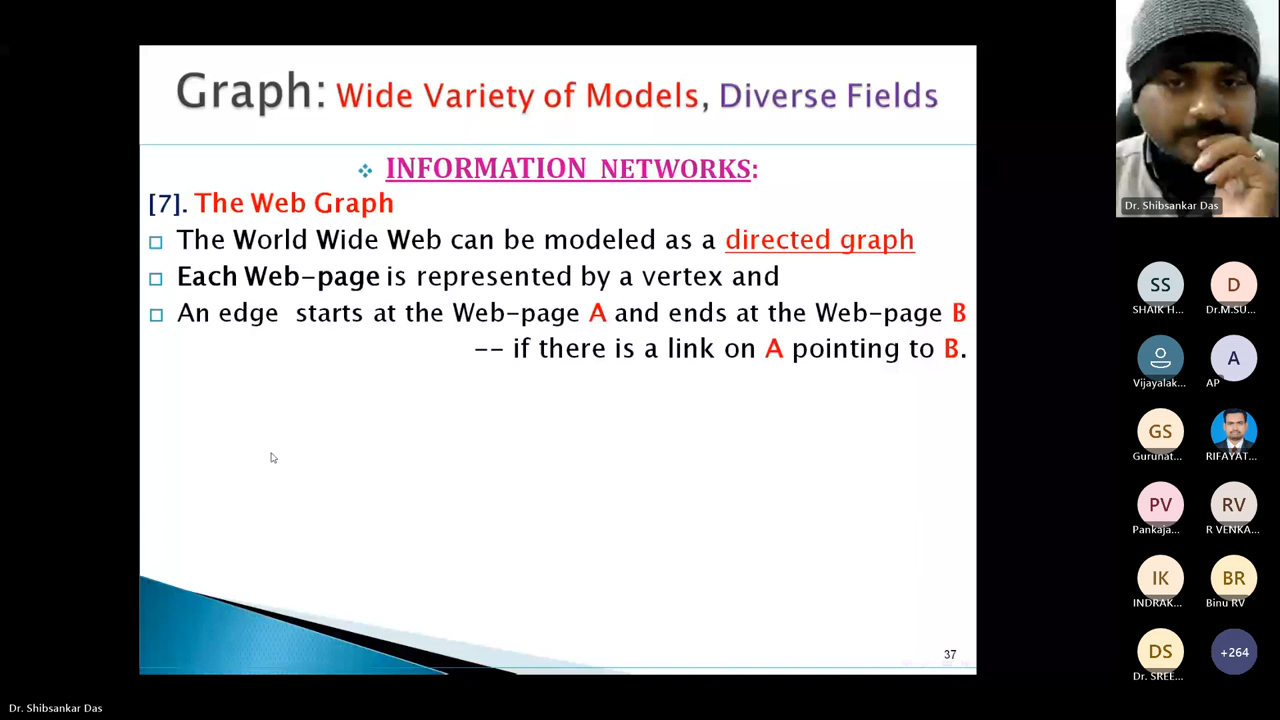 Graph: Wide Variety of Models, Diverse Fields
INFORMATION NETWORKS:
[7]. The Web Graph
The World Wide Web can be modeled as a directed graph
Each Web-page is represented by a vertex and
An edge starts at the Web-page A and ends at the Web-page B
-- if there is a link on A pointing to B.
37
Dr. Shibsankar Das
SS
D
SHAIK H...
Dr.M.SU...
A
Vijayalak...
AP
GS
Gurunat...
RIFAYAT...
PV
RV
Pankaja...
R VENKA...
IK
BR
INDRAK...
Binu RV
DS
+264
Dr. SREE...
Dr. Shibsankar Das